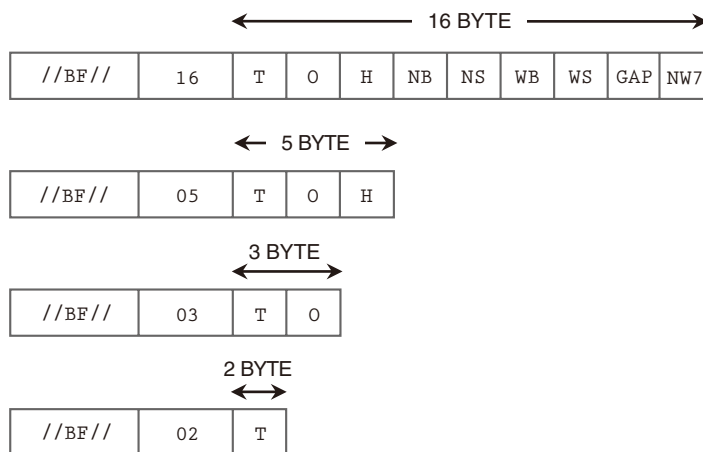 16 BYTE
//BF// 16 T O H NB NS WB WS GAP NW7
5 BYTE
//BF// 05 T O H
3 BYTE
//BF// 03 T O
2 BYTE
//BF// 02 T